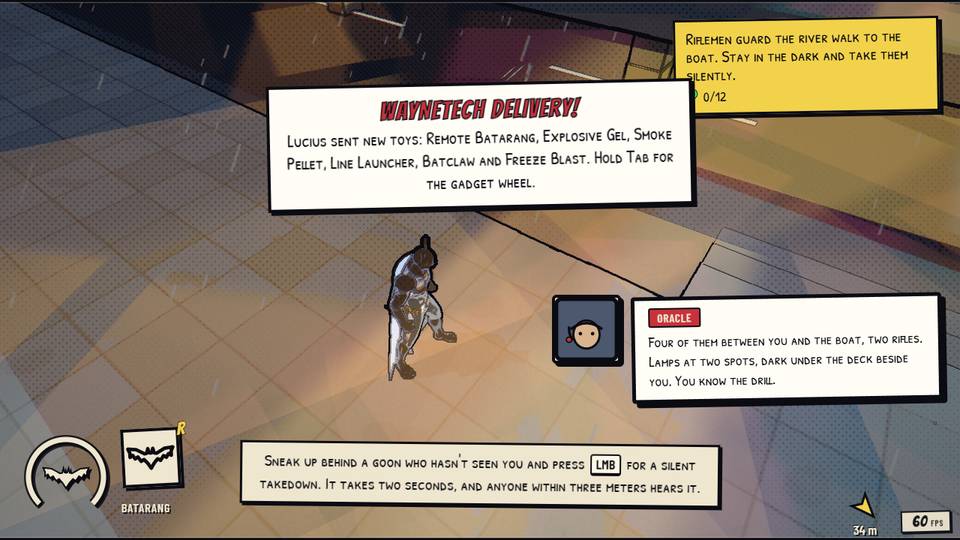 Riflemen guard the river walk to the
boat. Stay in the dark and take them
silently.
0/12
WAYNETECH DELIVERY!
Lucius sent new toys: Remote Batarang, Explosive Gel, Smoke
Pellet, Line Launcher, Batclaw and Freeze Blast. Hold Tab for
the gadget wheel.
ORACLE
Four of them between you and the boat, two rifles.
Lamps at two spots, dark under the deck beside
you. You know the drill.
R
BATARANG
Sneak up behind a goon who hasn't seen you and press LMB for a silent
takedown. It takes two seconds, and anyone within three meters hears it.
34 m
60 FPS